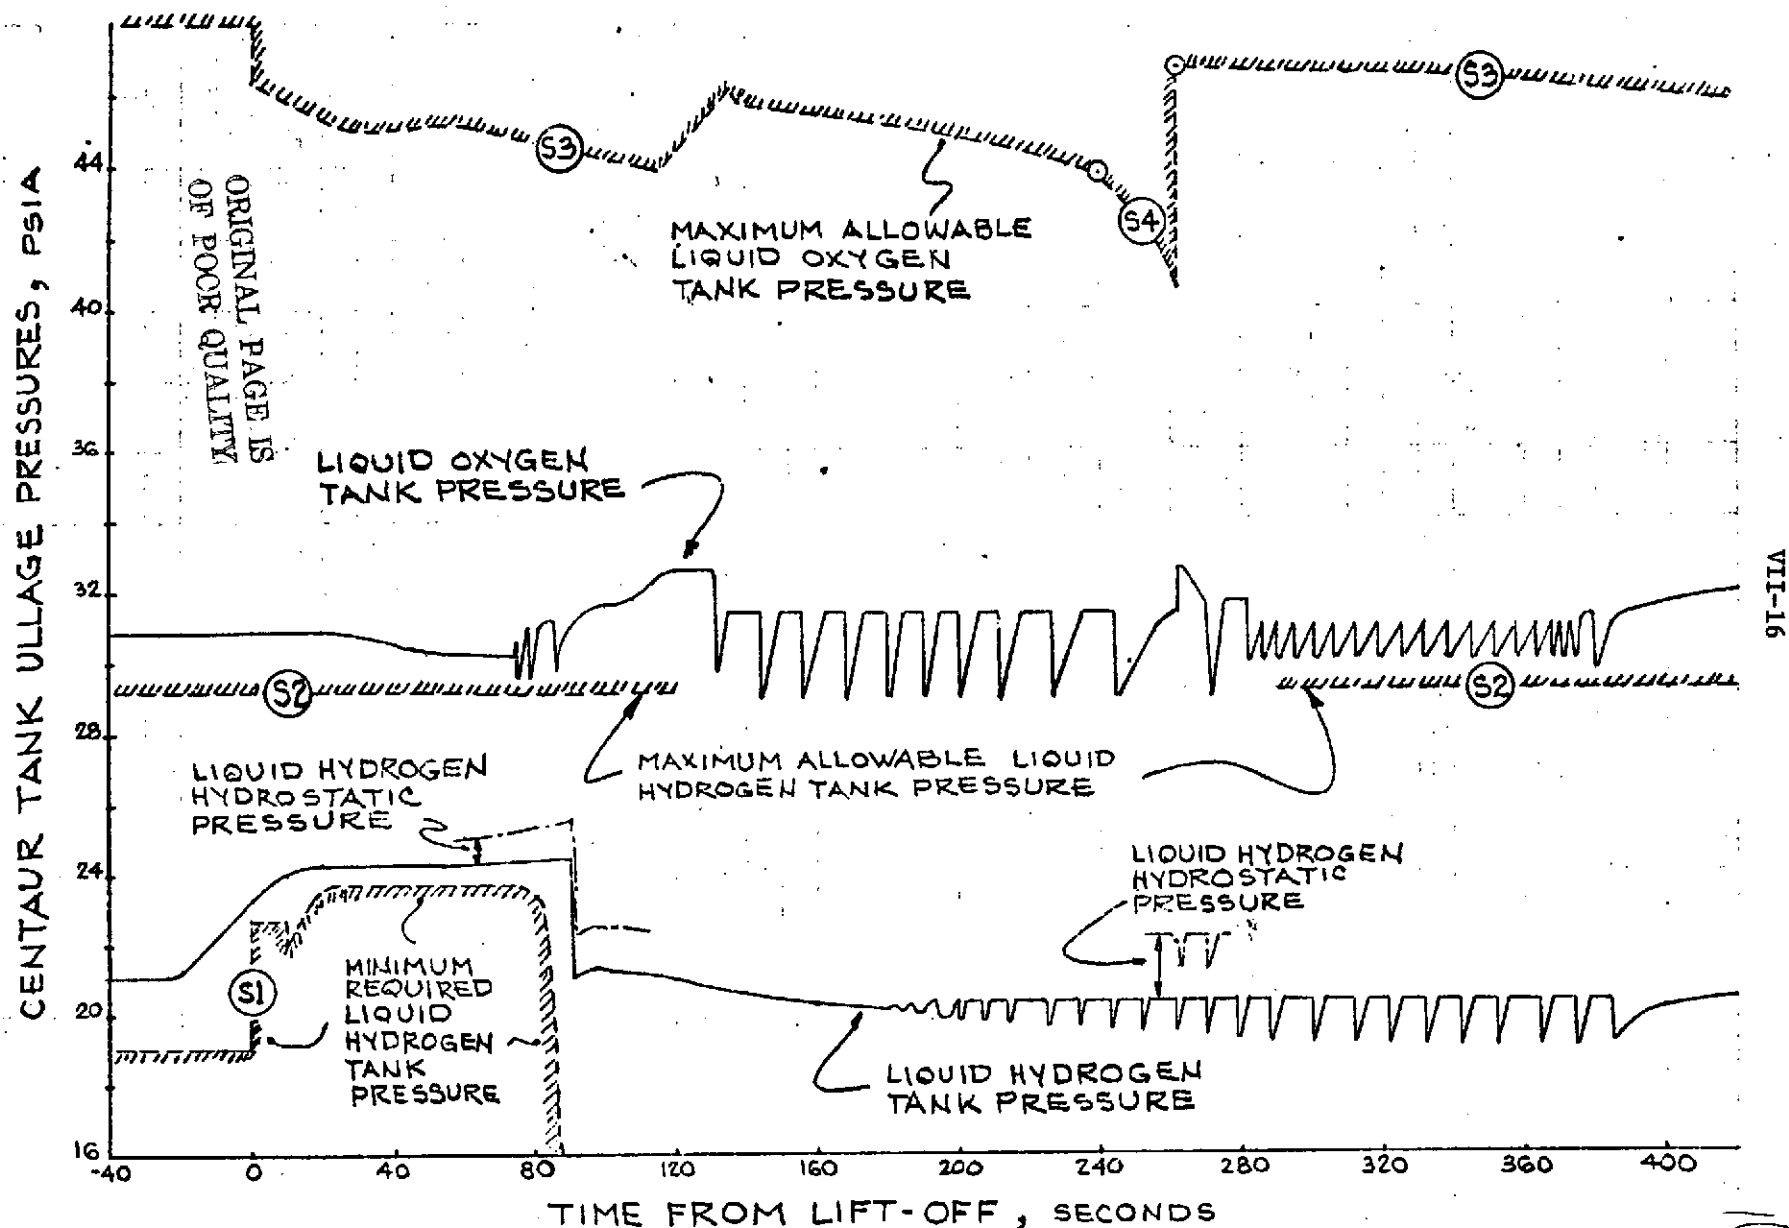 CENTAUR TANK ULLAGE PRESSURES, PSIA
44
40
36
32
28
24
20
16
-40
0
40
80
120
160
200
240
280
320
360
400
TIME FROM LIFT-OFF, SECONDS
ORIGINAL PAGE IS
OF POOR QUALITY
S3
S4
S3
MAXIMUM ALLOWABLE
LIQUID OXYGEN
TANK PRESSURE
LIQUID OXYGEN
TANK PRESSURE
S2
S2
MAXIMUM ALLOWABLE LIQUID
HYDROGEN TANK PRESSURE
LIQUID HYDROGEN
HYDROSTATIC
PRESSURE
LIQUID HYDROGEN
HYDROSTATIC
PRESSURE
S1
MINIMUM
REQUIRED
LIQUID
HYDROGEN
TANK
PRESSURE
LIQUID HYDROGEN
TANK PRESSURE
VII-16